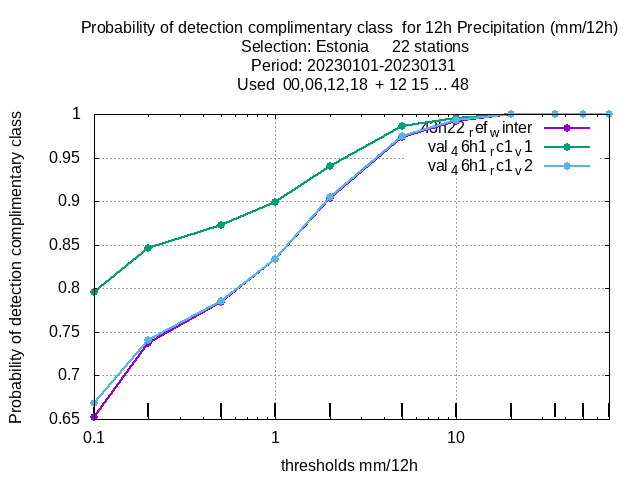 Probability of detection complimentary class for 12h Precipitation (mm/12h)
Selection: Estonia 22 stations
Period: 20230101-20230131
Used 00,06,12,18 + 12 15 ... 48
Probability of detection complimentary class
1
0.95
0.9
0.85
0.8
0.75
0.7
0.65
43h22 r ef w inter
val 4 6h1 r c1 v 1
val 4 6h1 r c1 v 2
0.1 1 10
thresholds mm/12h